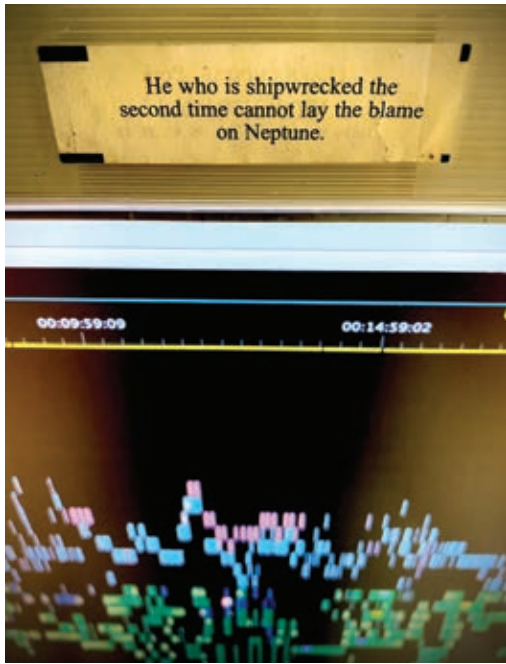 He who is shipwrecked the
second time cannot lay the blame
on Neptune.
00:09:59:09 00:14:59:02